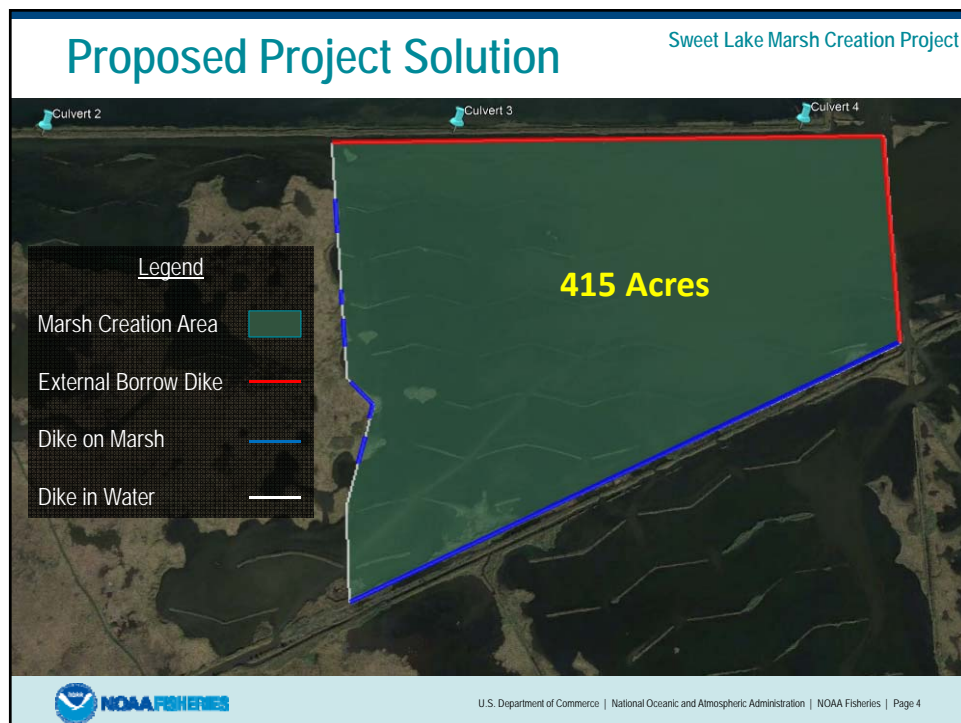 Proposed Project Solution
Sweet Lake Marsh Creation Project
Culvert 2
Culvert 3
Culvert 4
415 Acres
Legend
Marsh Creation Area
External Borrow Dike
Dike on Marsh
Dike in Water
NOAA
NOAA FISHERIES
U.S. Department of Commerce | National Oceanic and Atmospheric Administration | NOAA Fisheries | Page 4